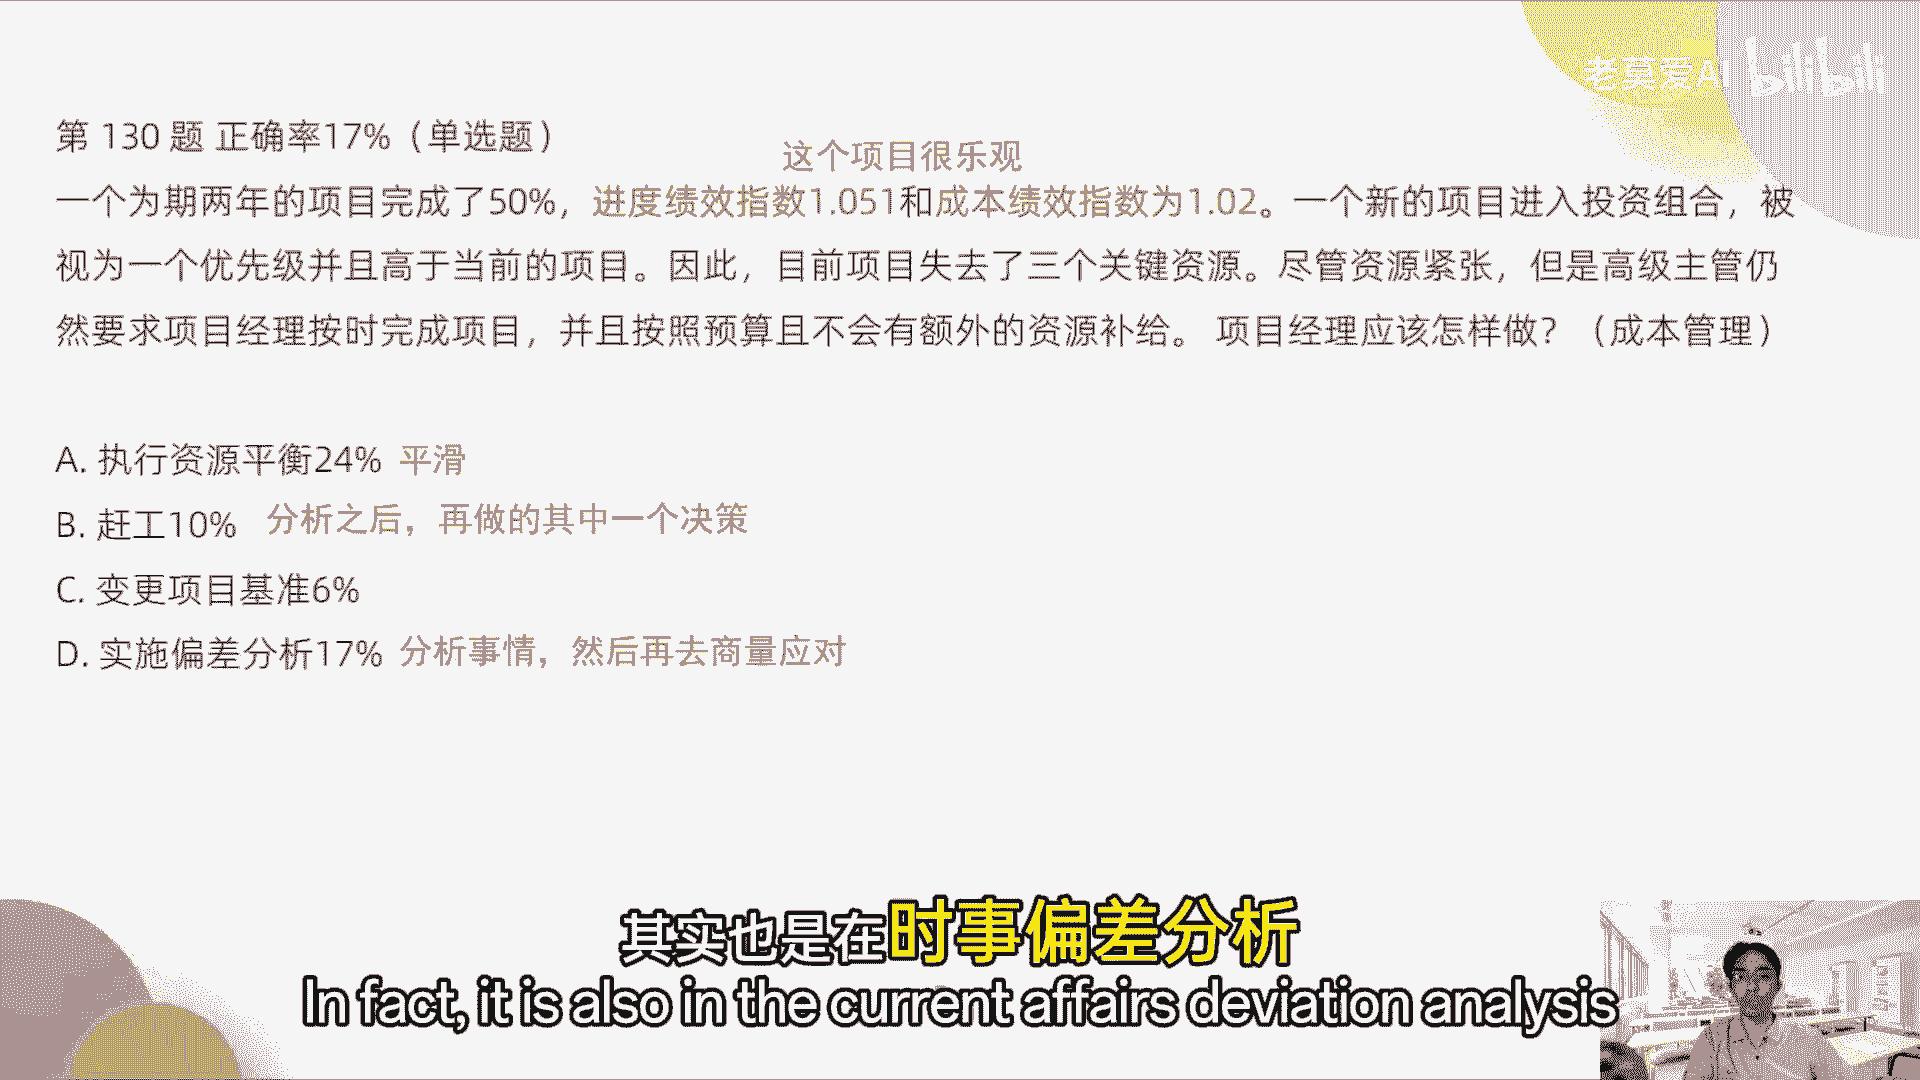 老莫爱AI bilibili
第 130 题 正确率17%（单选题）
这个项目很乐观
一个为期两年的项目完成了50%，进度绩效指数1.051和成本绩效指数为1.02。一个新的项目进入投资组合，被
视为一个优先级并且高于当前的项目。因此，目前项目失去了三个关键资源。尽管资源紧张，但是高级主管仍
然要求项目经理按时完成项目，并且按照预算且不会有额外的资源补给。 项目经理应该怎样做？（成本管理）
A. 执行资源平衡24% 平滑
B. 赶工10% 分析之后，再做的其中一个决策
C. 变更项目基准6%
D. 实施偏差分析17% 分析事情，然后再去商量应对
其实也是在时事偏差分析
In fact, it is also in the current affairs deviation analysis